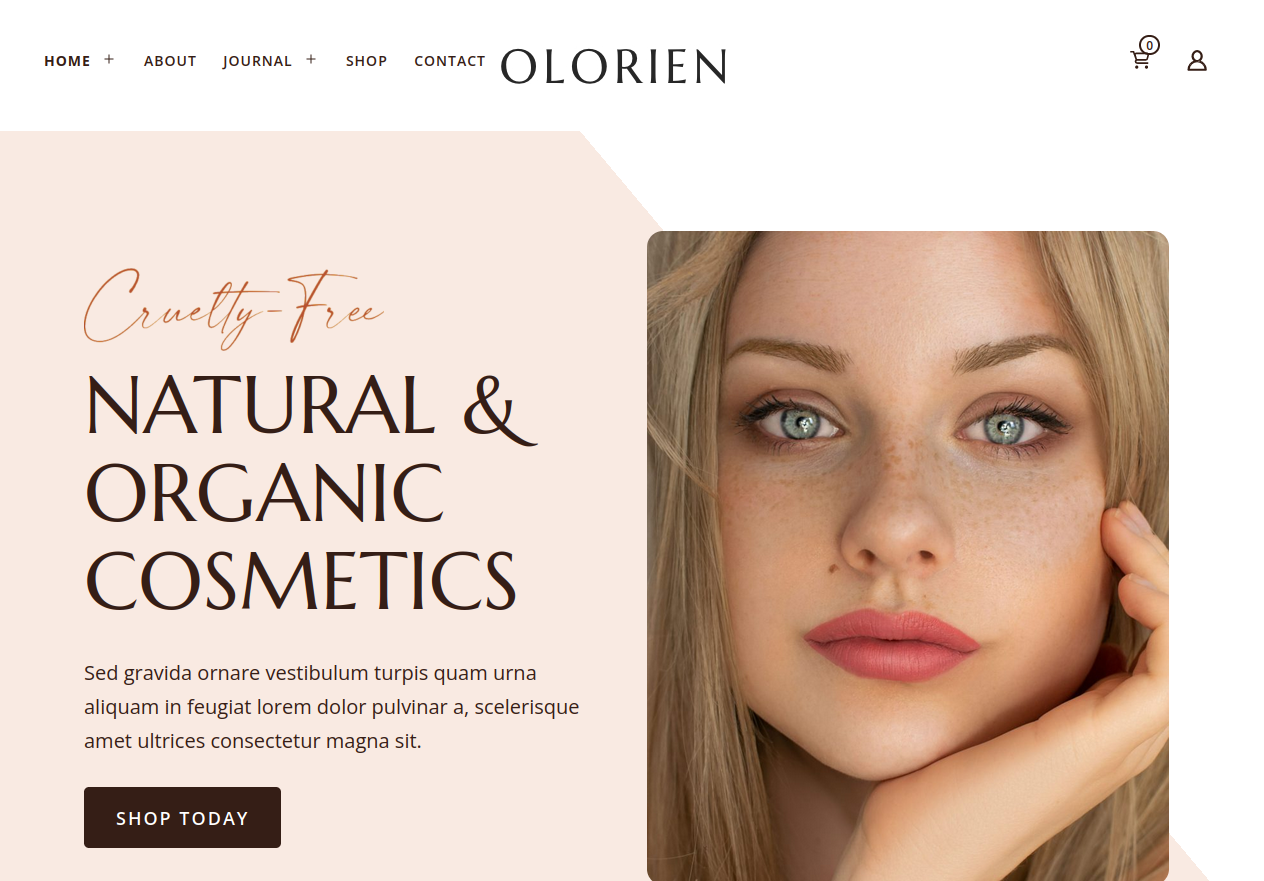 HOME + ABOUT JOURNAL + SHOP CONTACT
OLORIEN
0
Cruelty-Free
NATURAL &
ORGANIC
COSMETICS
Sed gravida ornare vestibulum turpis quam urna
aliquam in feugiat lorem dolor pulvinar a, scelerisque
amet ultrices consectetur magna sit.
SHOP TODAY